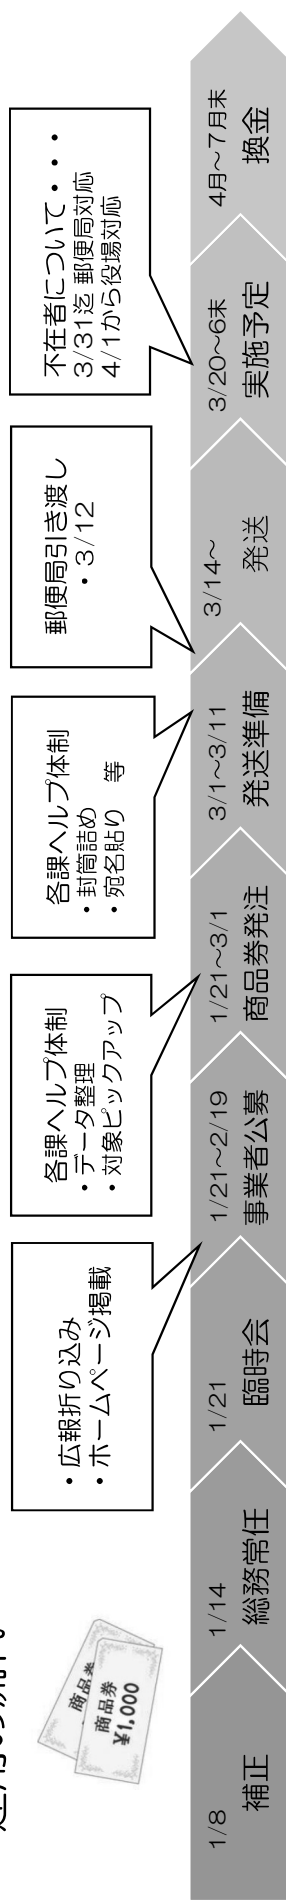 商品券
¥1,000
商品券
・広報折り込み
・ホームページ掲載
各課ヘルプ体制
・データ整理
・対象ピックアップ
各課ヘルプ体制
・封筒詰め
・宛名貼り　等
郵便局引き渡し
・3/12
不在者について・・・
3/31迄 郵便局対応
4/1から役場対応
1/8
補正
1/14
総務常任
1/21
臨時会
1/21～2/19
事業者公募
1/21～3/1
商品券発注
3/1～3/11
発送準備
3/14～
発送
3/20～6末
実施予定
4月～7月末
換金